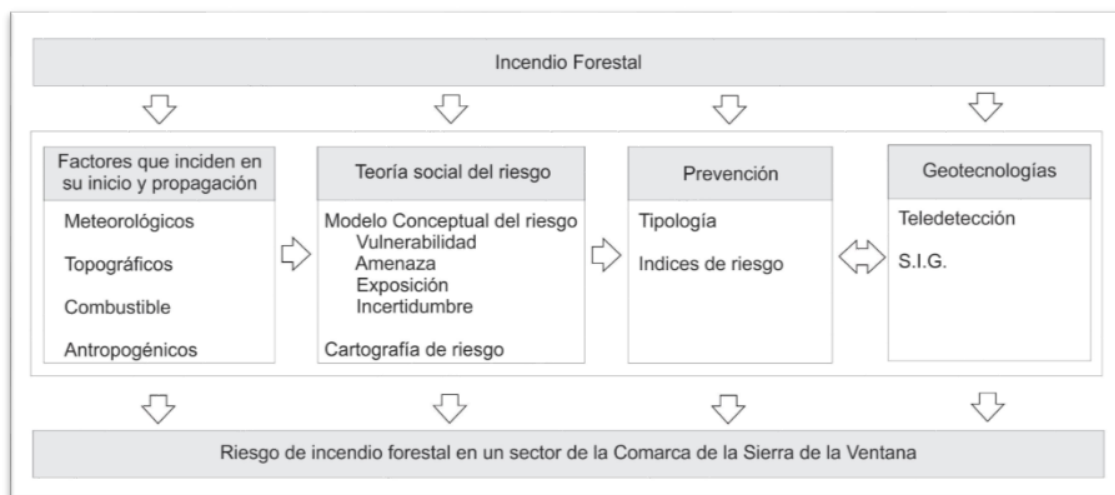 Incendio Forestal
Factores que inciden en
su inicio y propagación
Meteorológicos
Topográficos
Combustible
Antropogénicos
Teoría social del riesgo
Modelo Conceptual del riesgo
Vulnerabilidad
Amenaza
Exposición
Incertidumbre
Cartografía de riesgo
Prevención
Tipología
Indices de riesgo
Geotecnologías
Teledetección
S.I.G.
Riesgo de incendio forestal en un sector de la Comarca de la Sierra de la Ventana